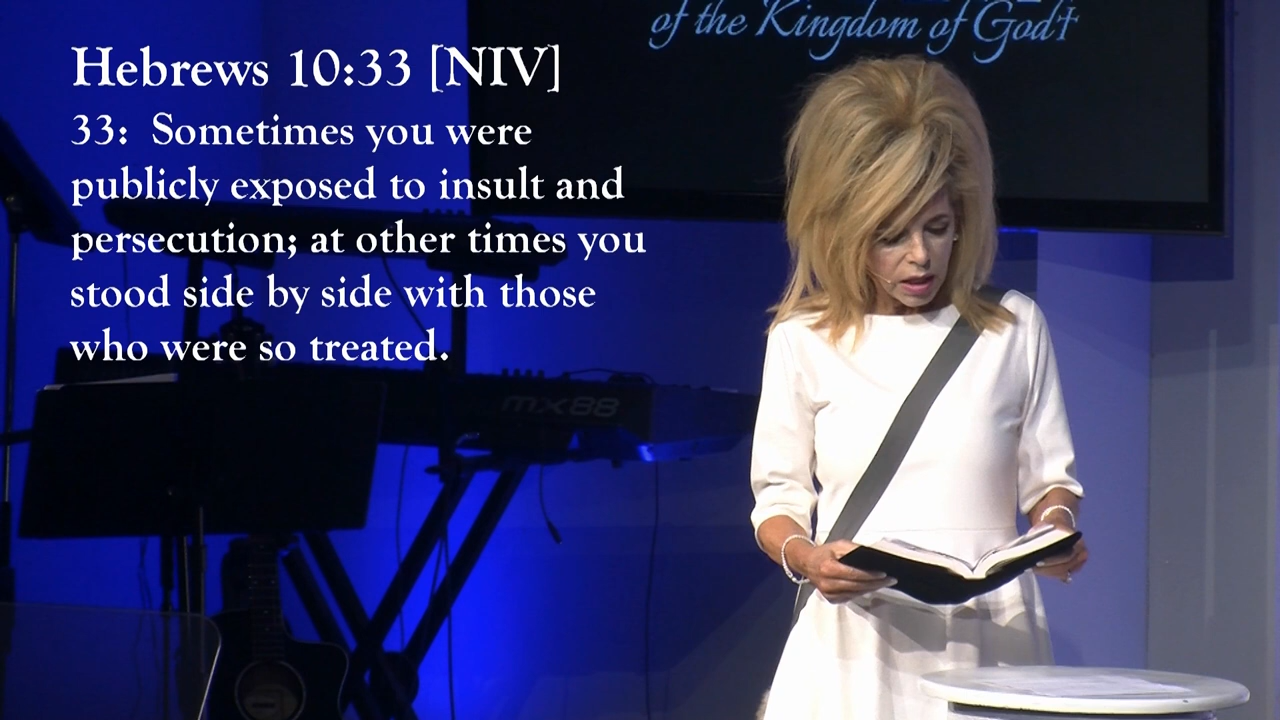 of the Kingdom of God✝
Hebrews 10:33 [NIV]
33: Sometimes you were
publicly exposed to insult and
persecution; at other times you
stood side by side with those
who were so treated.
mx88